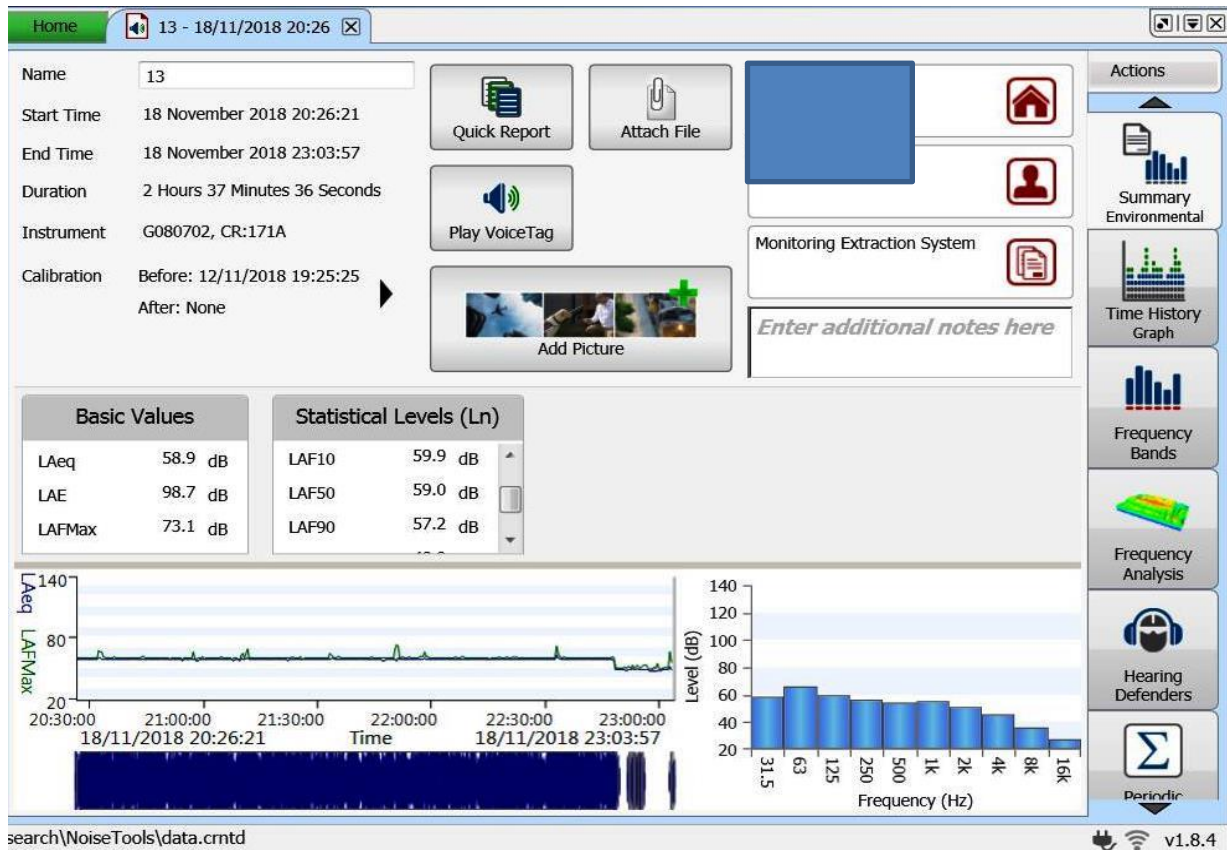 Home
13 - 18/11/2018 20:26
Name 13
Start Time 18 November 2018 20:26:21
End Time 18 November 2018 23:03:57
Duration 2 Hours 37 Minutes 36 Seconds
Instrument G080702, CR:171A
Calibration Before: 12/11/2018 19:25:25
After: None
Quick Report
Attach File
Play VoiceTag
Add Picture
Monitoring Extraction System
Enter additional notes here
Actions
Summary
Environmental
Time History
Graph
Frequency
Bands
Frequency
Analysis
Hearing
Defenders
Periodic
Basic Values
LAeq 58.9 dB
LAE 98.7 dB
LAFMax 73.1 dB
Statistical Levels (Ln)
LAF10 59.9 dB
LAF50 59.0 dB
LAF90 57.2 dB
LAeq LAFMax
140
80
20
20:30:00 21:00:00 21:30:00 22:00:00 22:30:00 23:00:00
18/11/2018 20:26:21 Time 18/11/2018 23:03:57
Level (dB)
140
120
100
80
60
40
20
31.5 63 125 250 500 1k 2k 4k 8k 16k
Frequency (Hz)
search\NoiseTools\data.crntd
v1.8.4